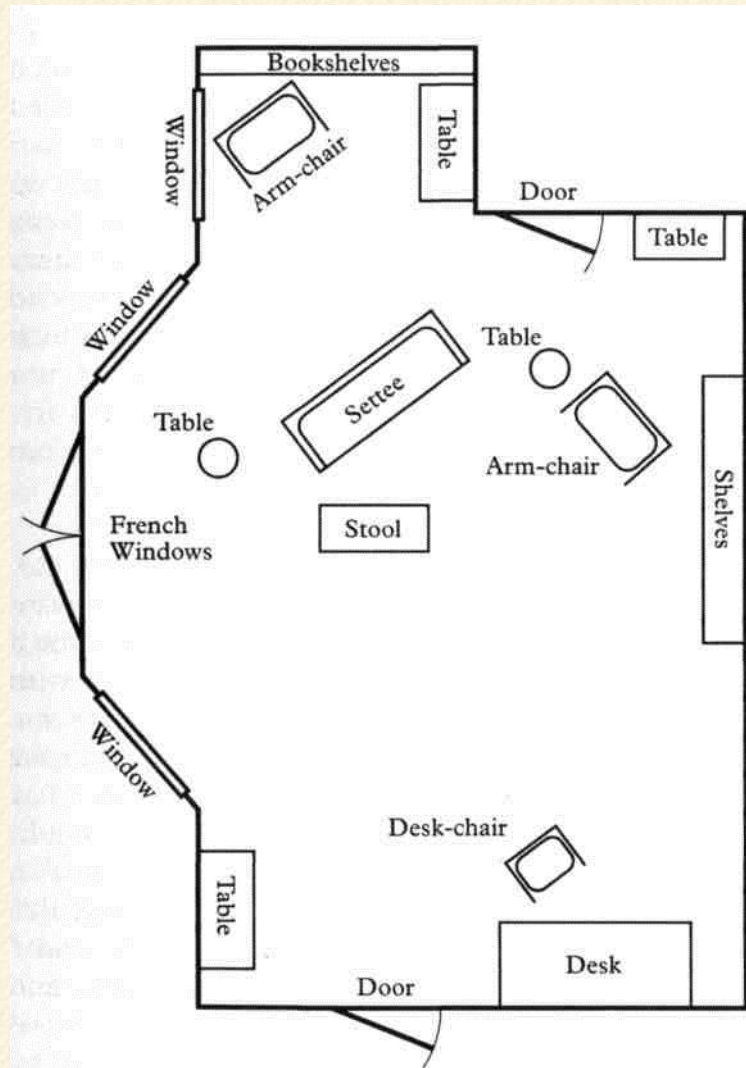 Bookshelves
Window
Arm-chair
Table
Door
Table
Window
Table
Settee
Table
Arm-chair
French
Windows
Stool
Shelves
Window
Desk-chair
Table
Desk
Door